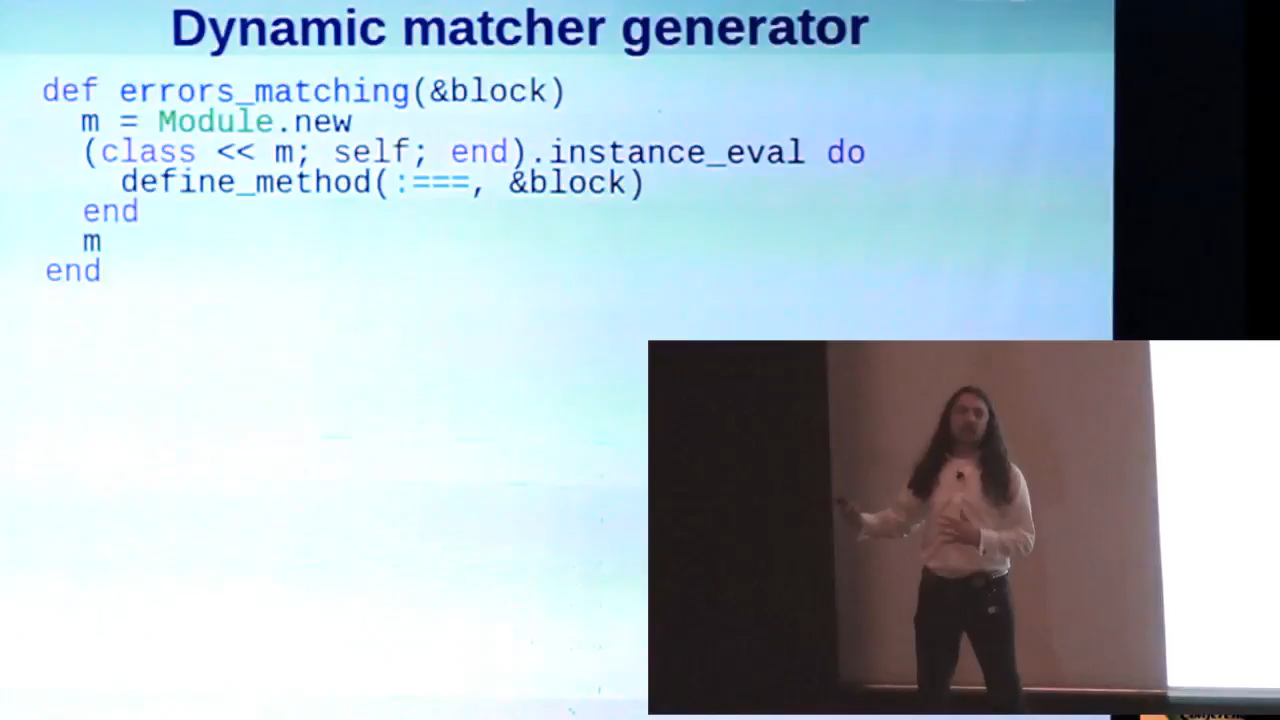 Dynamic matcher generator
def errors_matching(&block)
  m = Module.new
  (class << m; self; end).instance_eval do
    define_method(:===, &block)
  end
  m
end